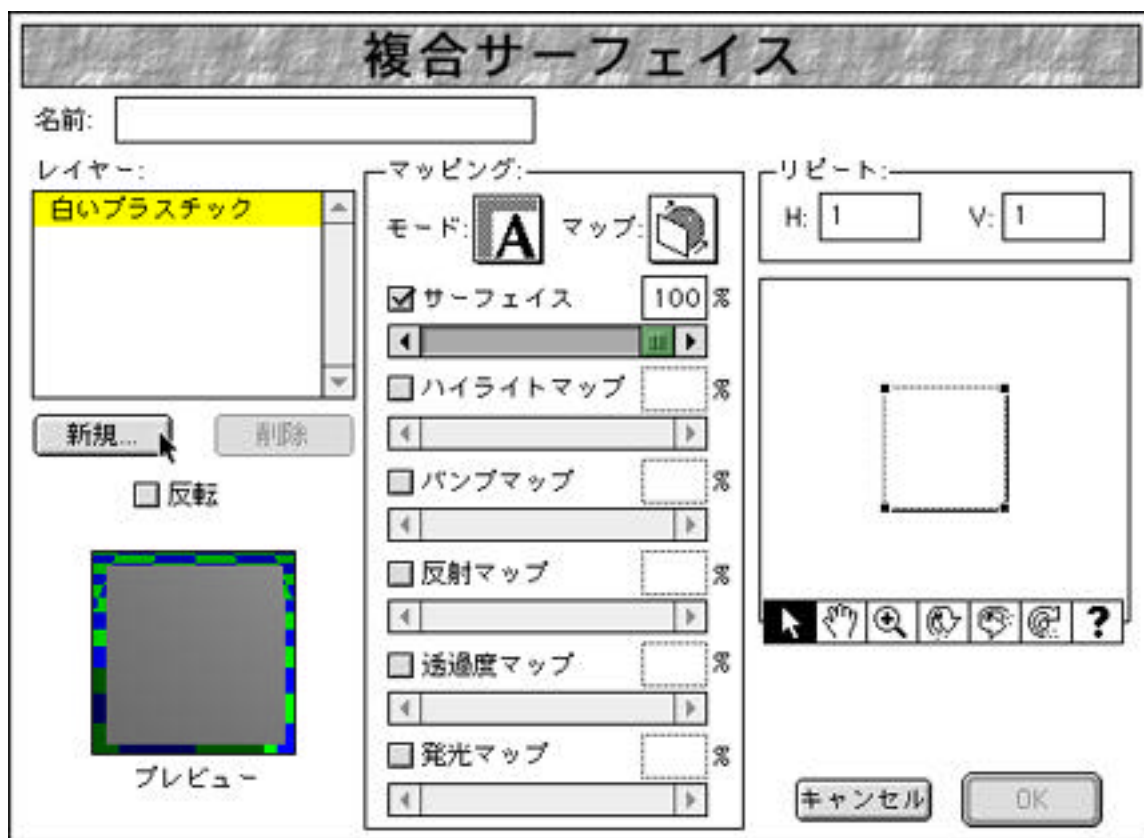 複合サーフェイス
名前:
レイヤー:
白いプラスチック
新規...
削除
反転
プレビュー
マッピング:
モード: A マップ:
サーフェイス 100 %
ハイライトマップ %
バンプマップ %
反射マップ %
透過度マップ %
発光マップ %
リピート:
H: 1 V: 1
?
キャンセル OK